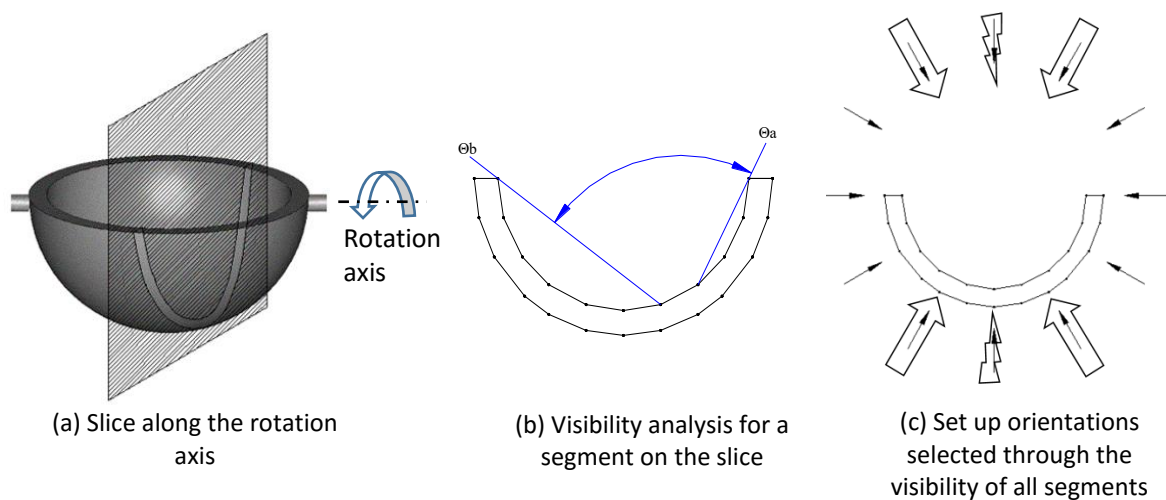 Rotation
axis
Θb
Θa
(a) Slice along the rotation
axis
(b) Visibility analysis for a
segment on the slice
(c) Set up orientations
selected through the
visibility of all segments